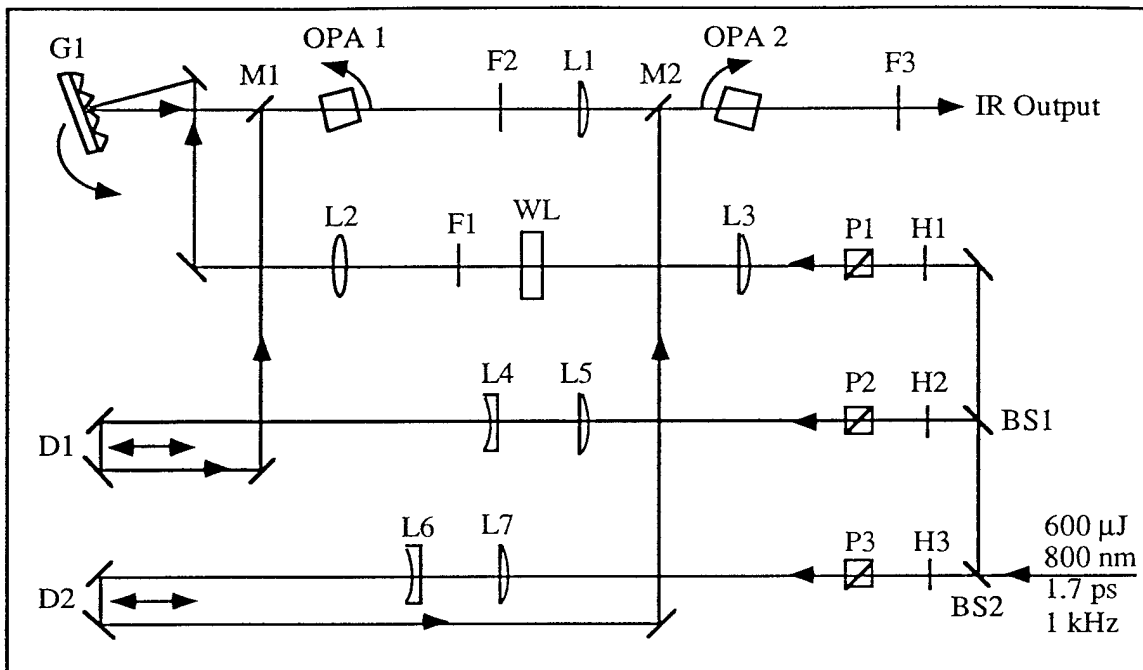 G1
M1
OPA 1
F2
L1
M2
OPA 2
F3
IR Output
L2
F1
WL
L3
P1
H1
L4
L5
P2
H2
BS1
D1
L6
L7
P3
H3
BS2
D2
600 μJ
800 nm
1.7 ps
1 kHz